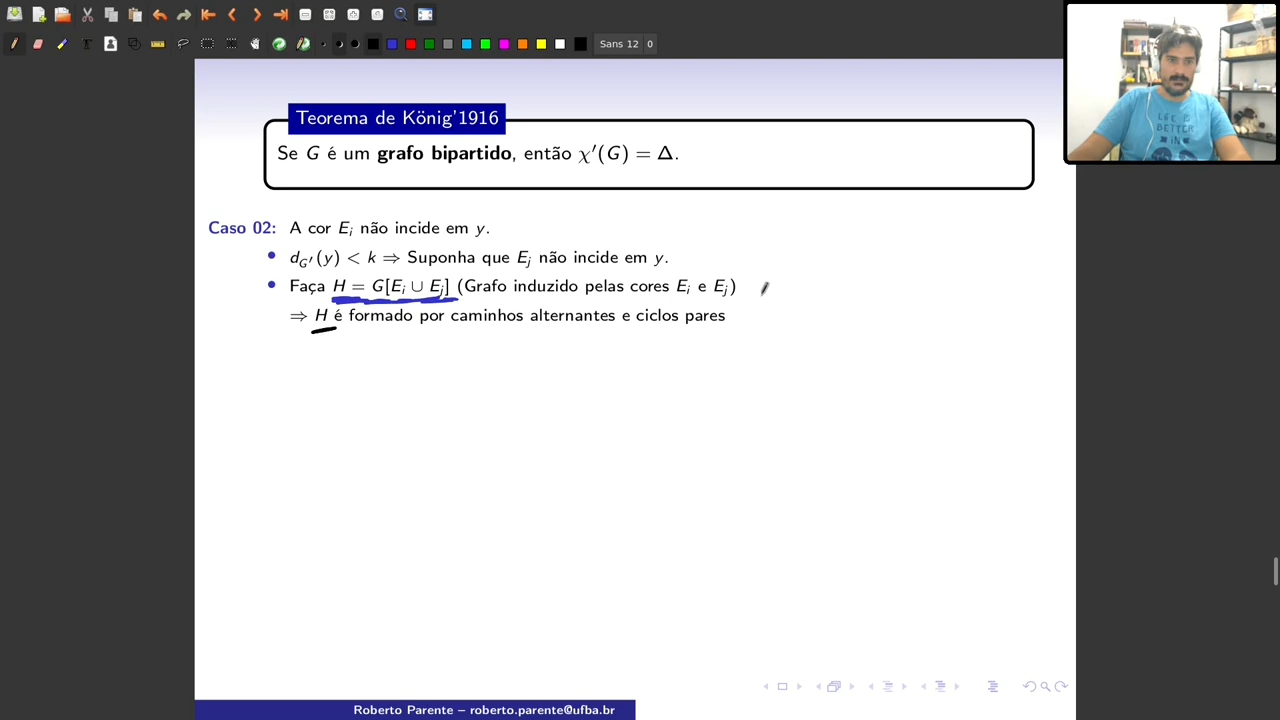 Sans 12 0
Teorema de König'1916
Se G é um grafo bipartido, então χ′(G) = Δ.
Caso 02: A cor E_i não incide em y.
• d_{G′}(y) < k ⇒ Suponha que E_j não incide em y.
• Faça H = G[E_i ∪ E_j] (Grafo induzido pelas cores E_i e E_j)
⇒ H é formado por caminhos alternantes e ciclos pares
Roberto Parente – roberto.parente@ufba.br